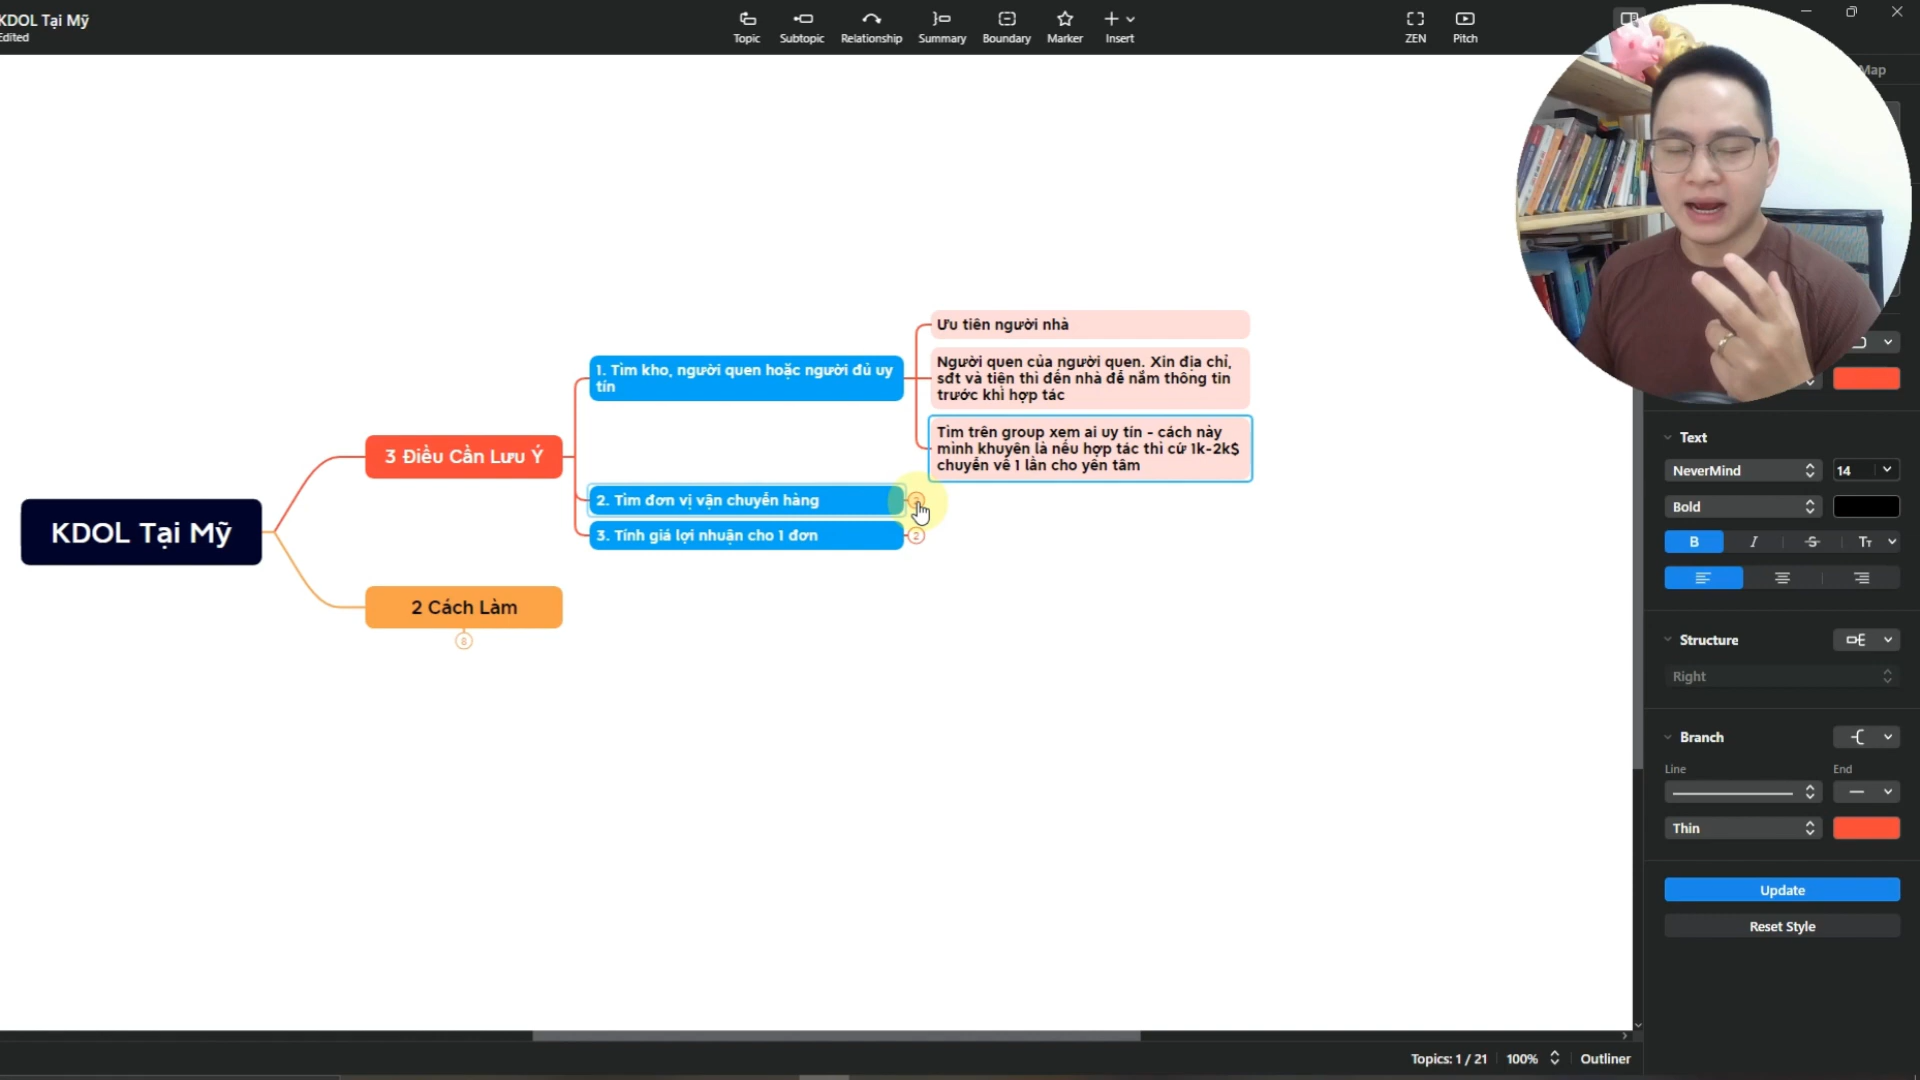 KDOL Tại Mỹ
Edited
Topic
Subtopic
Relationship
Summary
Boundary
Marker
Insert
ZEN
Pitch
Map
Ưu tiên người nhà
1. Tìm kho, người quen hoặc người đủ uy
tín
Người quen của người quen. Xin địa chỉ,
sđt và tiện thì đến nhà để nắm thông tin
trước khi hợp tác
Tìm trên group xem ai uy tín - cách này
mình khuyên là nếu hợp tác thì cứ 1k-2k$
chuyển về 1 lần cho yên tâm
3 Điều Cần Lưu Ý
2. Tìm đơn vị vận chuyển hàng
KDOL Tại Mỹ
3. Tính giá lợi nhuận cho 1 đơn
2
2 Cách Làm
8
Text
NeverMind
14
Bold
B
I
S
Tт
Structure
Right
Branch
Line
End
Thin
Update
Reset Style
Topics: 1 / 21
100%
Outliner